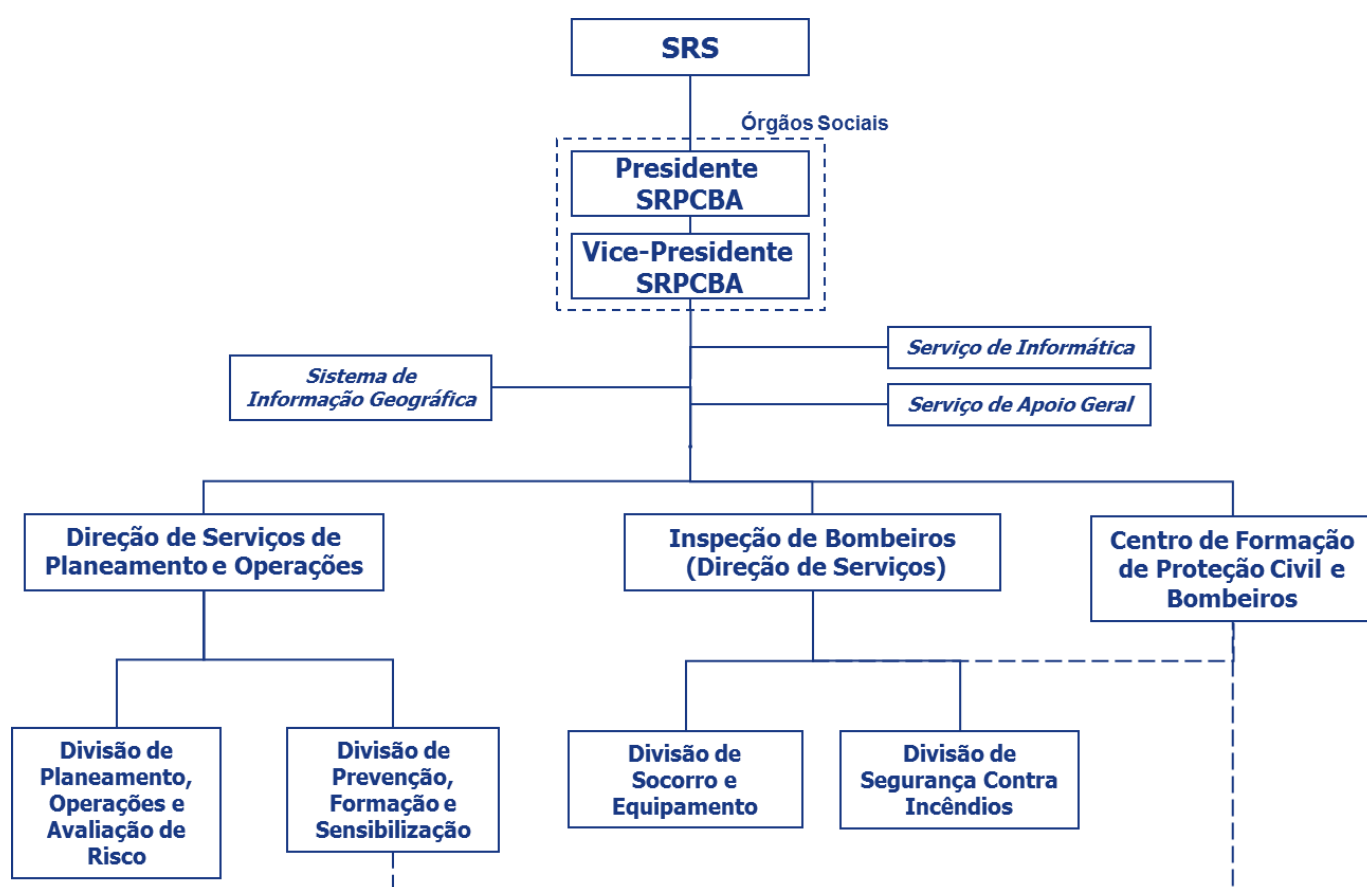 SRS
Órgãos Sociais
Presidente
SRPCBA
Vice-Presidente
SRPCBA
Serviço de Informática
Sistema de
Informação Geográfica
Serviço de Apoio Geral
Direção de Serviços de
Planeamento e Operações
Inspeção de Bombeiros
(Direção de Serviços)
Centro de Formação
de Proteção Civil e
Bombeiros
Divisão de
Planeamento,
Operações e
Avaliação de
Risco
Divisão de
Prevenção,
Formação e
Sensibilização
Divisão de
Socorro e
Equipamento
Divisão de
Segurança Contra
Incêndios